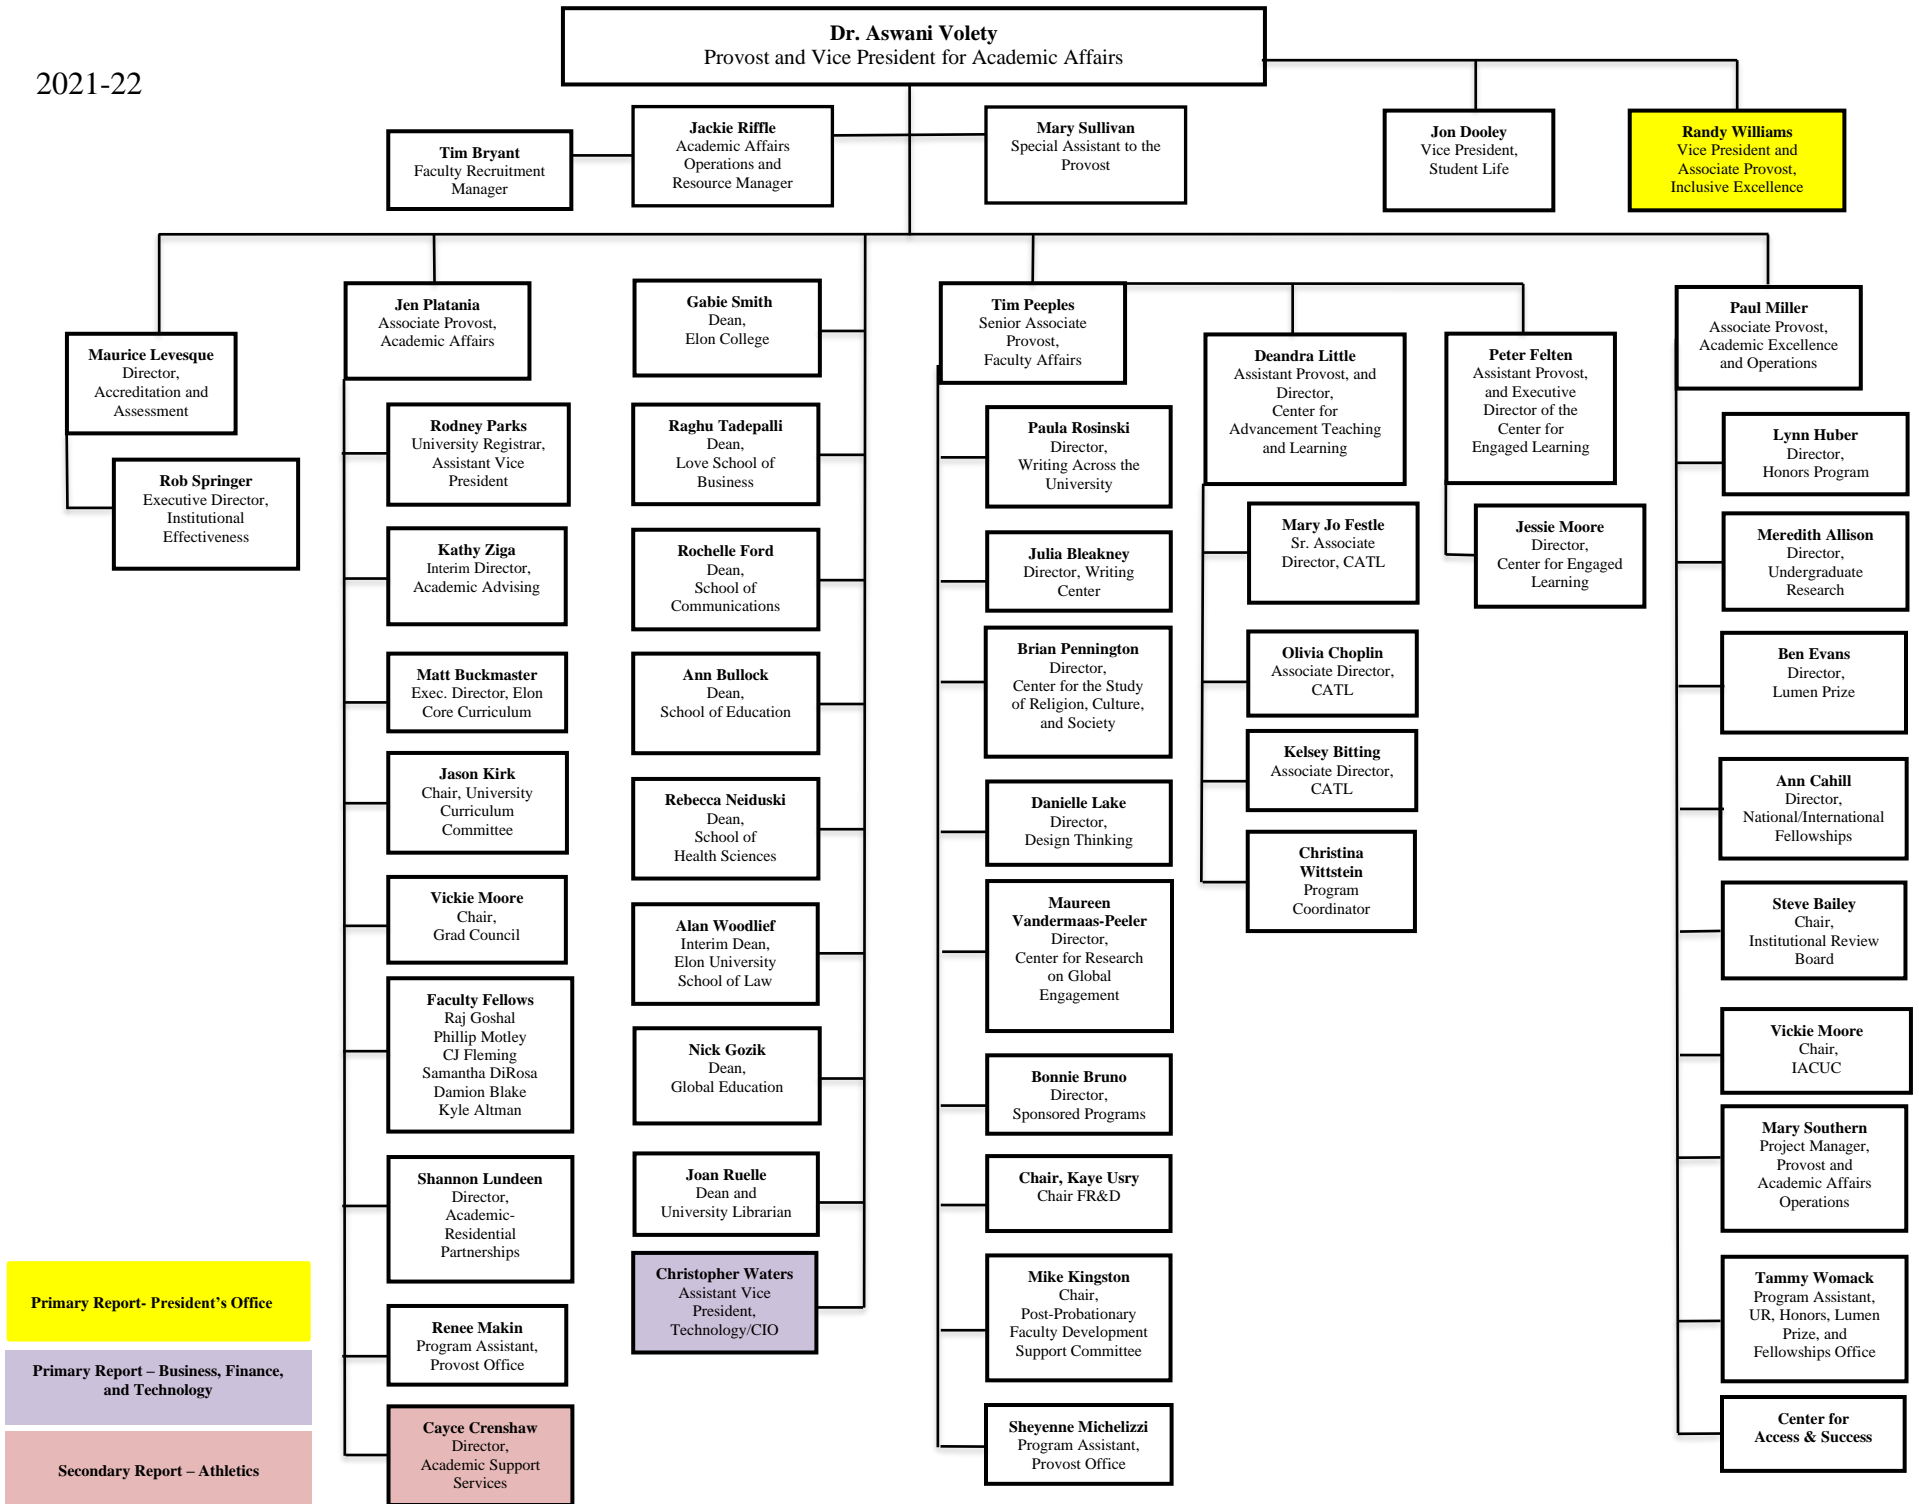 2021-22
Dr. Aswani Volety
Provost and Vice President for Academic Affairs
Tim Bryant
Faculty Recruitment
Manager
Jackie Riffle
Academic Affairs
Operations and
Resource Manager
Mary Sullivan
Special Assistant to the
Provost
Jon Dooley
Vice President,
Student Life
Randy Williams
Vice President and
Associate Provost,
Inclusive Excellence
Maurice Levesque
Director,
Accreditation and
Assessment
Rob Springer
Executive Director,
Institutional
Effectiveness
Jen Platania
Associate Provost,
Academic Affairs
Rodney Parks
University Registrar,
Assistant Vice
President
Kathy Ziga
Interim Director,
Academic Advising
Matt Buckmaster
Exec. Director, Elon
Core Curriculum
Jason Kirk
Chair, University
Curriculum
Committee
Vickie Moore
Chair,
Grad Council
Faculty Fellows
Raj Goshal
Phillip Motley
CJ Fleming
Samantha DiRosa
Damion Blake
Kyle Altman
Shannon Lundeen
Director,
Academic-
Residential
Partnerships
Renee Makin
Program Assistant,
Provost Office
Cayce Crenshaw
Director,
Academic Support
Services
Gabie Smith
Dean,
Elon College
Raghu Tadepalli
Dean,
Love School of
Business
Rochelle Ford
Dean,
School of
Communications
Ann Bullock
Dean,
School of Education
Rebecca Neiduski
Dean,
School of
Health Sciences
Alan Woodlief
Interim Dean,
Elon University
School of Law
Nick Gozik
Dean,
Global Education
Joan Ruelle
Dean and
University Librarian
Christopher Waters
Assistant Vice
President,
Technology/CIO
Tim Peeples
Senior Associate
Provost,
Faculty Affairs
Paula Rosinski
Director,
Writing Across the
University
Julia Bleakney
Director, Writing
Center
Brian Pennington
Director,
Center for the Study
of Religion, Culture,
and Society
Danielle Lake
Director,
Design Thinking
Maureen
Vandermaas-Peeler
Director,
Center for Research
on Global
Engagement
Bonnie Bruno
Director,
Sponsored Programs
Chair, Kaye Usry
Chair FR&D
Mike Kingston
Chair,
Post-Probationary
Faculty Development
Support Committee
Sheyenne Michelizzi
Program Assistant,
Provost Office
Deandra Little
Assistant Provost, and
Director,
Center for
Advancement Teaching
and Learning
Mary Jo Festle
Sr. Associate
Director, CATL
Olivia Choplin
Associate Director,
CATL
Kelsey Bitting
Associate Director,
CATL
Christina
Wittstein
Program
Coordinator
Peter Felten
Assistant Provost,
and Executive
Director of the
Center for
Engaged Learning
Jessie Moore
Director,
Center for Engaged
Learning
Paul Miller
Associate Provost,
Academic Excellence
and Operations
Lynn Huber
Director,
Honors Program
Meredith Allison
Director,
Undergraduate
Research
Ben Evans
Director,
Lumen Prize
Ann Cahill
Director,
National/International
Fellowships
Steve Bailey
Chair,
Institutional Review
Board
Vickie Moore
Chair,
IACUC
Mary Southern
Project Manager,
Provost and
Academic Affairs
Operations
Tammy Womack
Program Assistant,
UR, Honors, Lumen
Prize, and
Fellowships Office
Center for
Access & Success
Primary Report- President's Office
Primary Report – Business, Finance,
and Technology
Secondary Report – Athletics